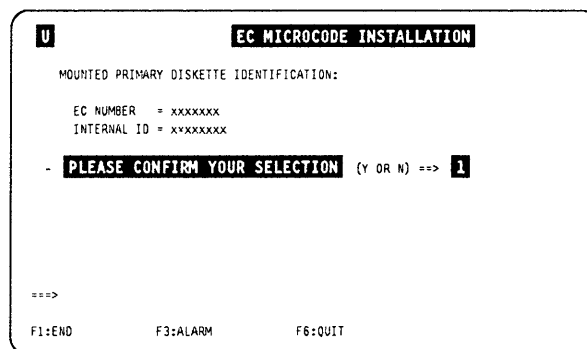 U EC MICROCODE INSTALLATION
MOUNTED PRIMARY DISKETTE IDENTIFICATION:
EC NUMBER = xxxxxxx
INTERNAL ID = xxxxxxxx
- PLEASE CONFIRM YOUR SELECTION (Y OR N) ==> 1
===>
F1:END F3:ALARM F6:QUIT